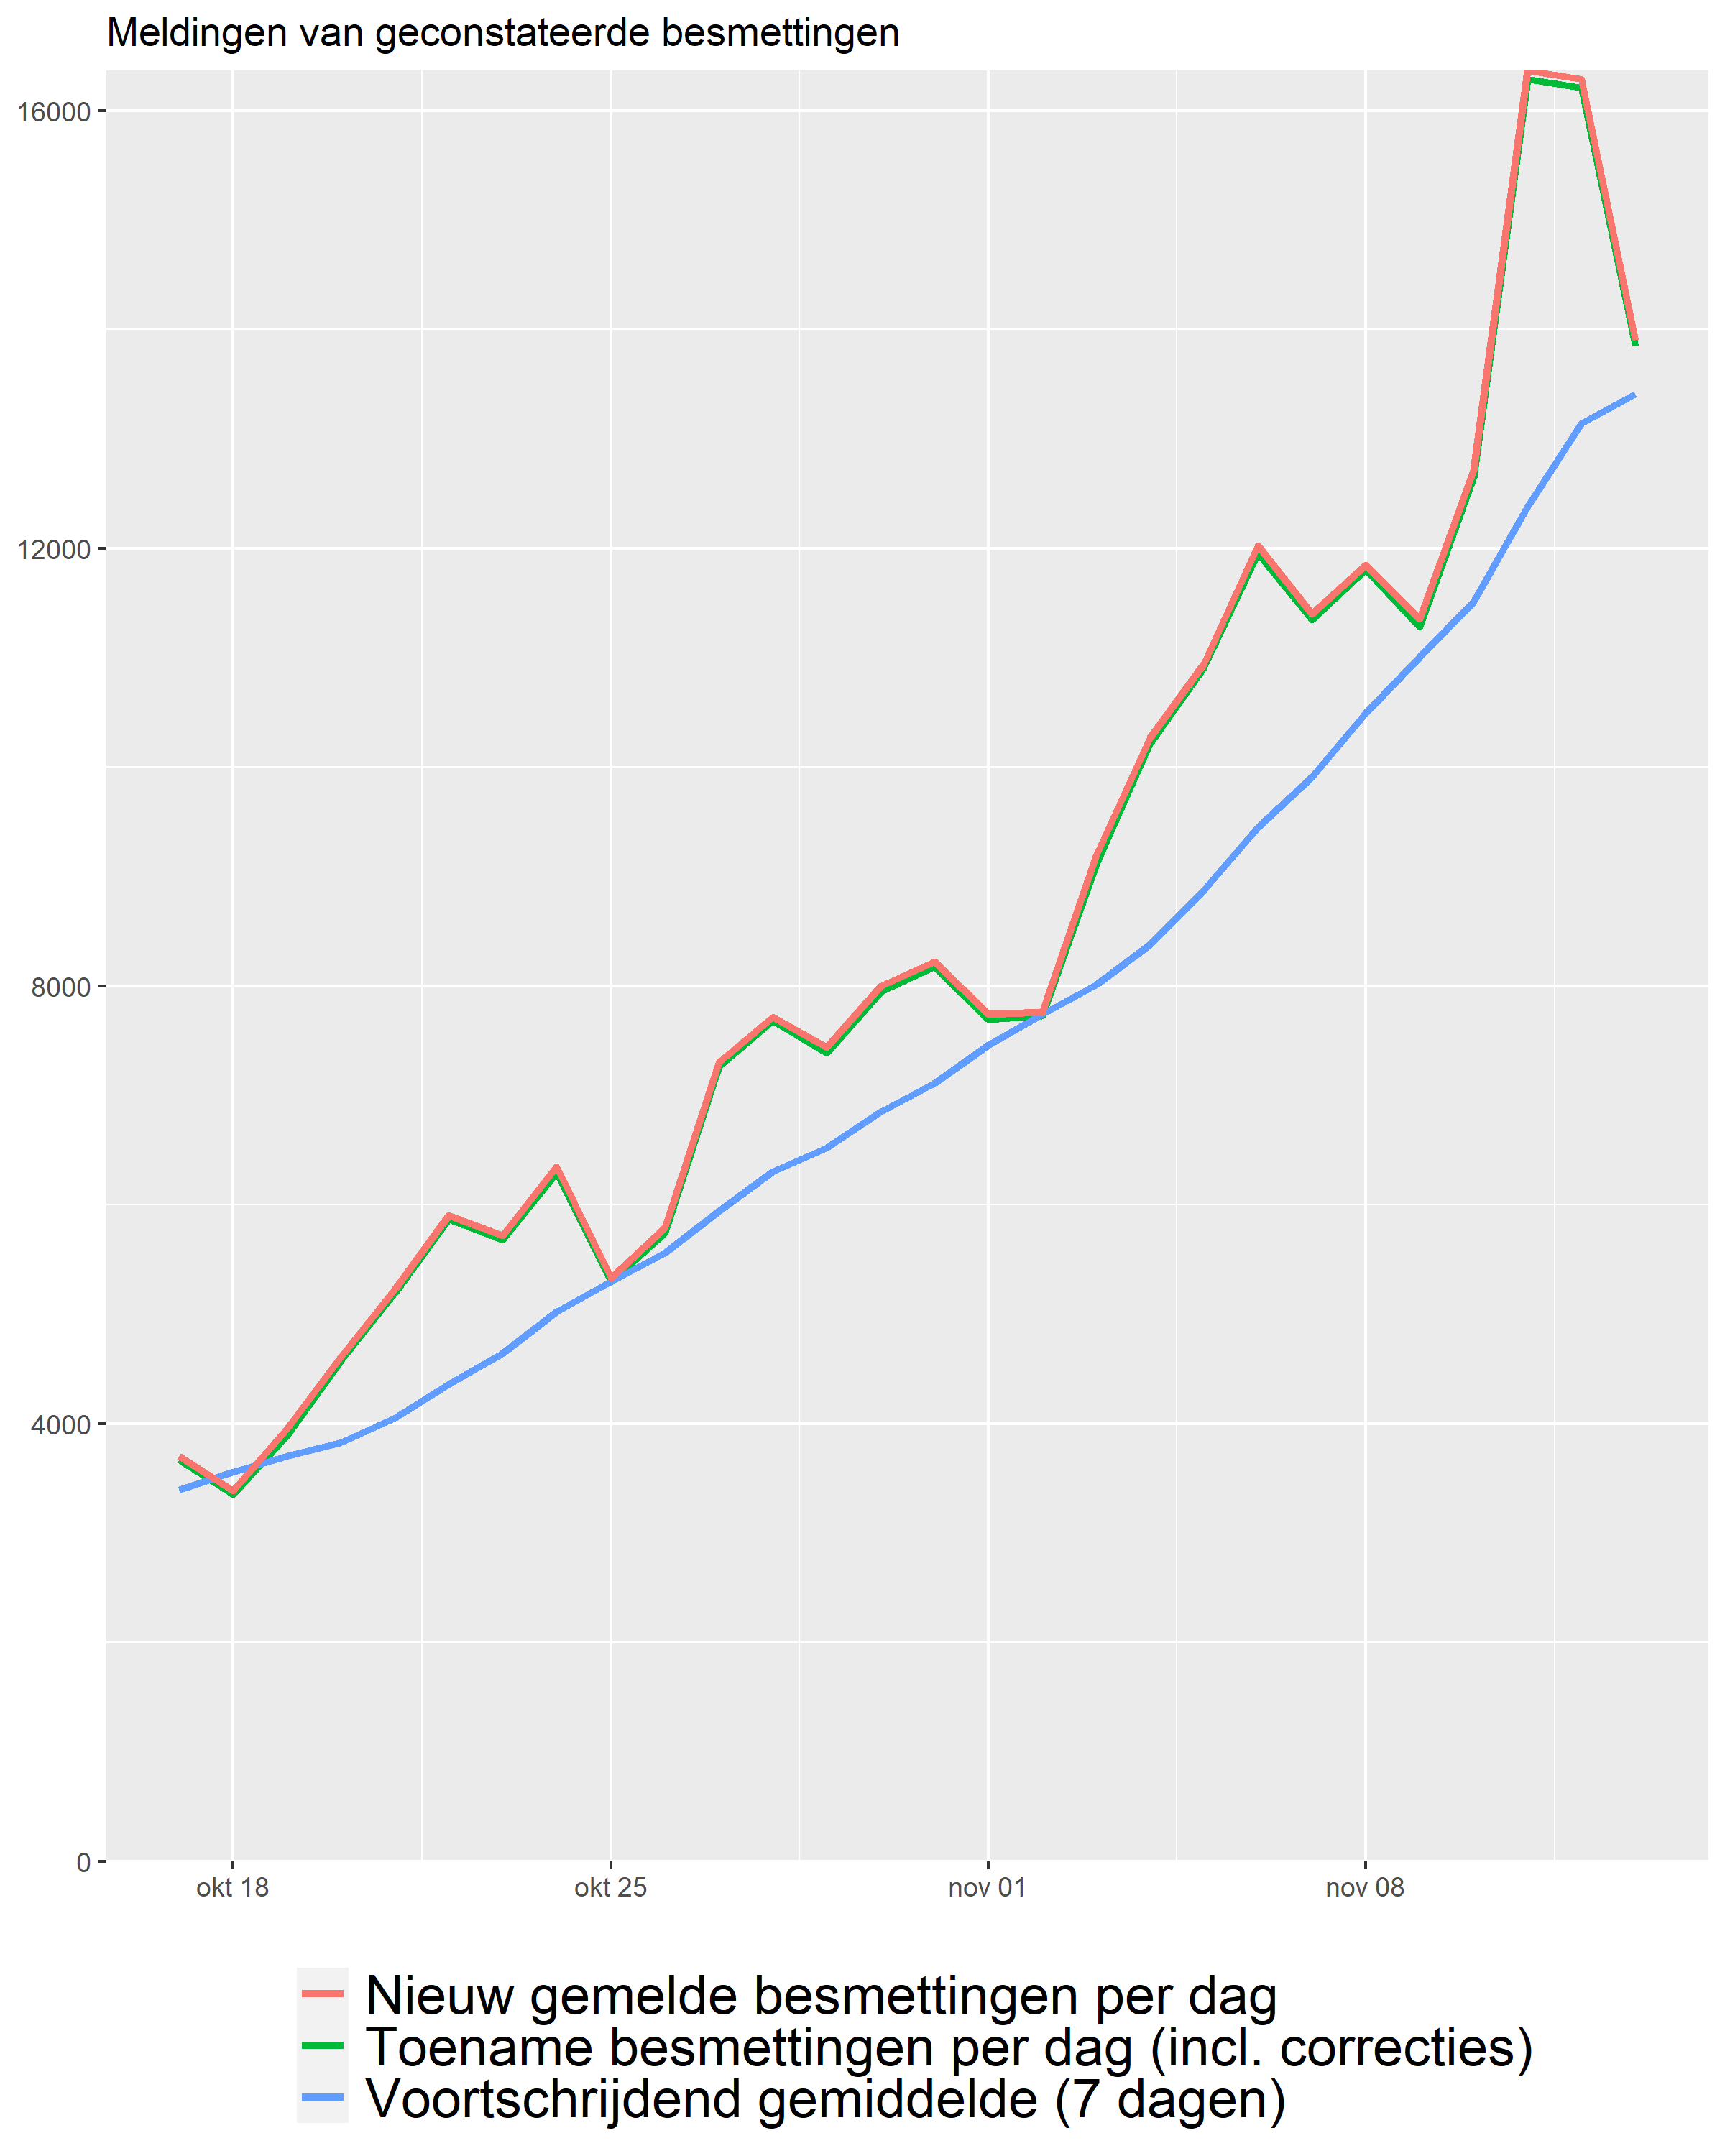 Meldingen van geconstateerde besmettingen
16000
12000
8000
4000
0
okt 18 okt 25 nov 01 nov 08
Nieuw gemelde besmettingen per dag
Toename besmettingen per dag (incl. correcties)
Voortschrijdend gemiddelde (7 dagen)